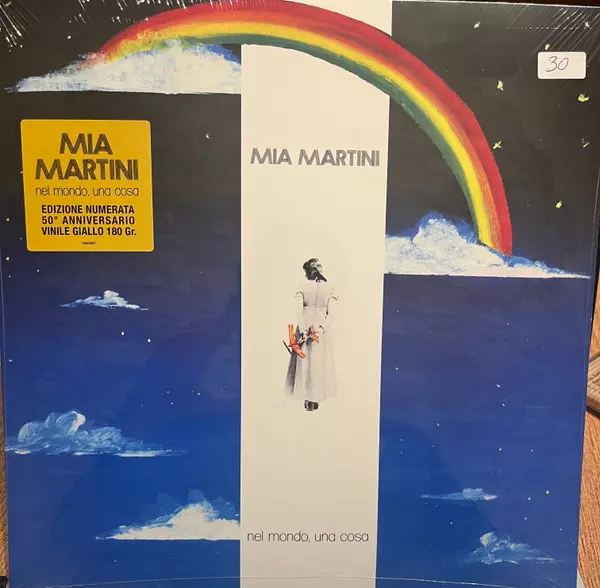 30
MIA
MARTINI
nel mondo, una cosa
EDIZIONE NUMERATA
50° ANNIVERSARIO
VINILE GIALLO 180 Gr.
MIA MARTINI
nel mondo, una cosa